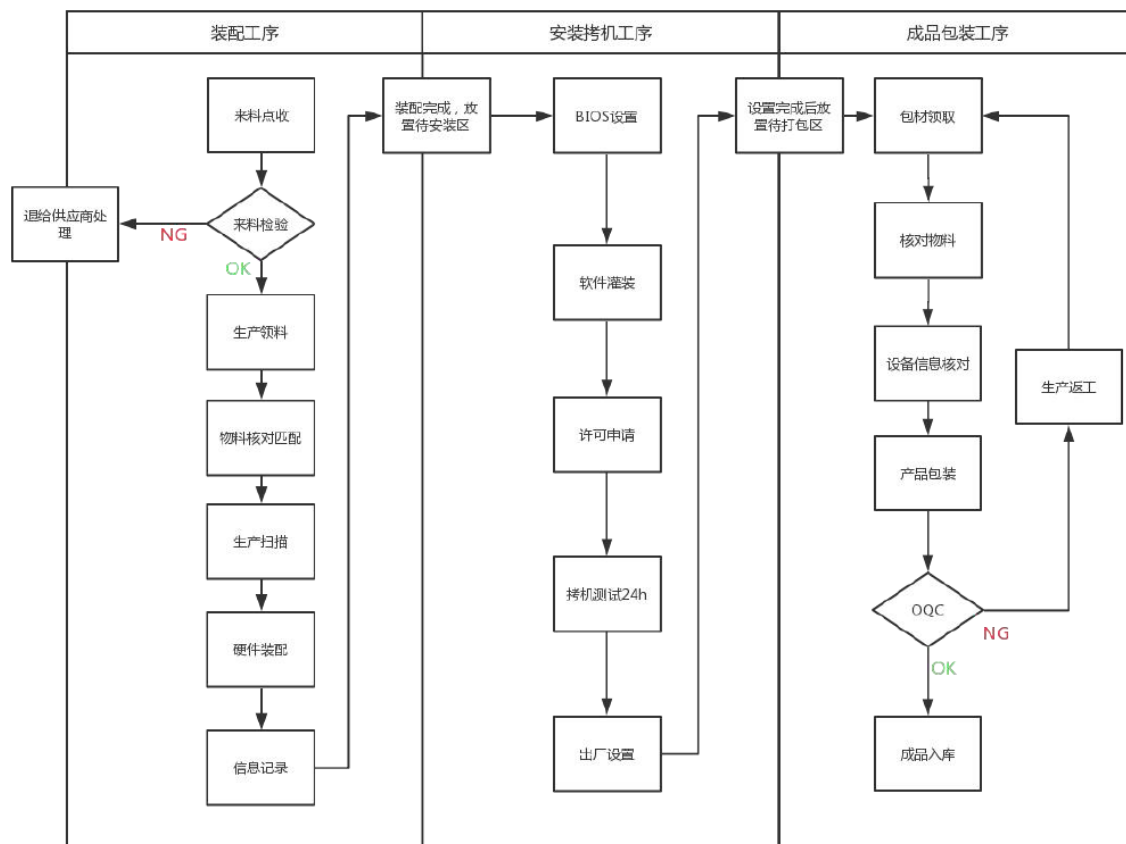 装配工序
安装拷机工序
成品包装工序
来料点收
来料检验
NG
退给供应商处
理
OK
生产领料
物料核对匹配
生产扫描
硬件装配
信息记录
装配完成，放
置待安装区
BIOS设置
软件灌装
许可申请
拷机测试24h
出厂设置
设置完成后放
置待打包区
包材领取
核对物料
设备信息核对
产品包装
OQC
NG
生产返工
OK
成品入库